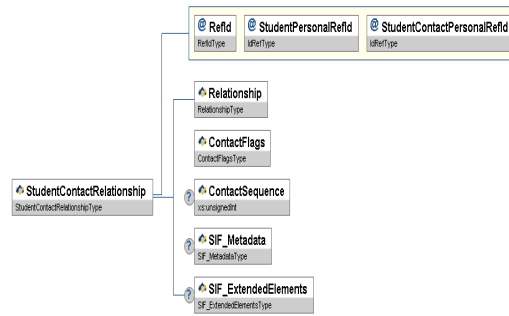 @ RefId
RefIdType
@ StudentPersonalRefId
IdRefType
@ StudentContactPersonalRefId
IdRefType
Relationship
RelationshipType
ContactFlags
ContactFlagsType
StudentContactRelationship
StudentContactRelationshipType
? ContactSequence
xs:unsignedInt
? SIF_Metadata
SIF_MetadataType
? SIF_ExtendedElements
SIF_ExtendedElementsType